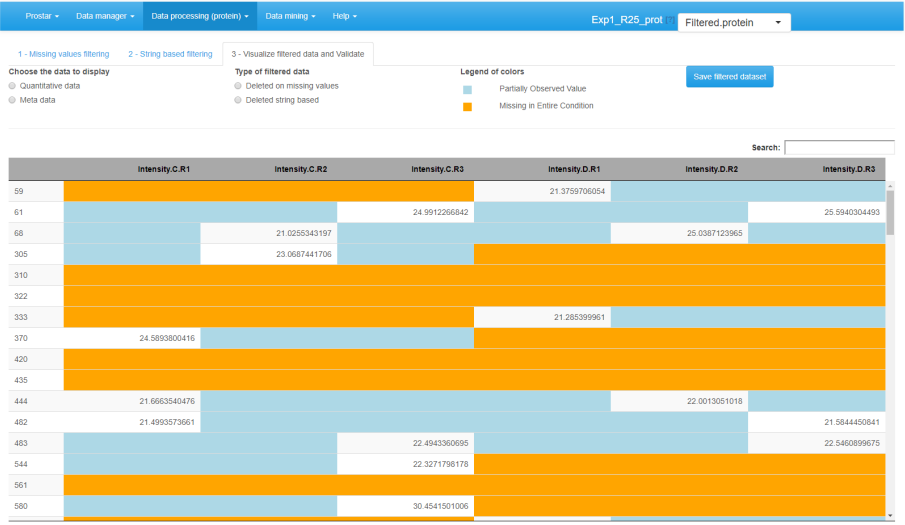 Prostar Data manager Data processing (protein) Data mining Help Exp1_R25_prot [?] Filtered.protein
1 - Missing values filtering 2 - String based filtering 3 - Visualize filtered data and Validate
Choose the data to display Type of filtered data Legend of colors Save filtered dataset
Quantitative data Deleted on missing values Partially Observed Value
Meta data Deleted string based Missing in Entire Condition
Search:
Intensity.C.R1 Intensity.C.R2 Intensity.C.R3 Intensity.D.R1 Intensity.D.R2 Intensity.D.R3
59 21.3759706054
61 24.9912266842 25.5940304493
68 21.0255343197 25.0387123965
305 23.0687441706
310
322
333 21.285399961
370 24.5893800416
420
435
444 21.6663540476 22.0013051018
482 21.4993573661 21.5844450841
483 22.4943360695 22.5460899675
544 22.3271798178
561
580 30.4541501006